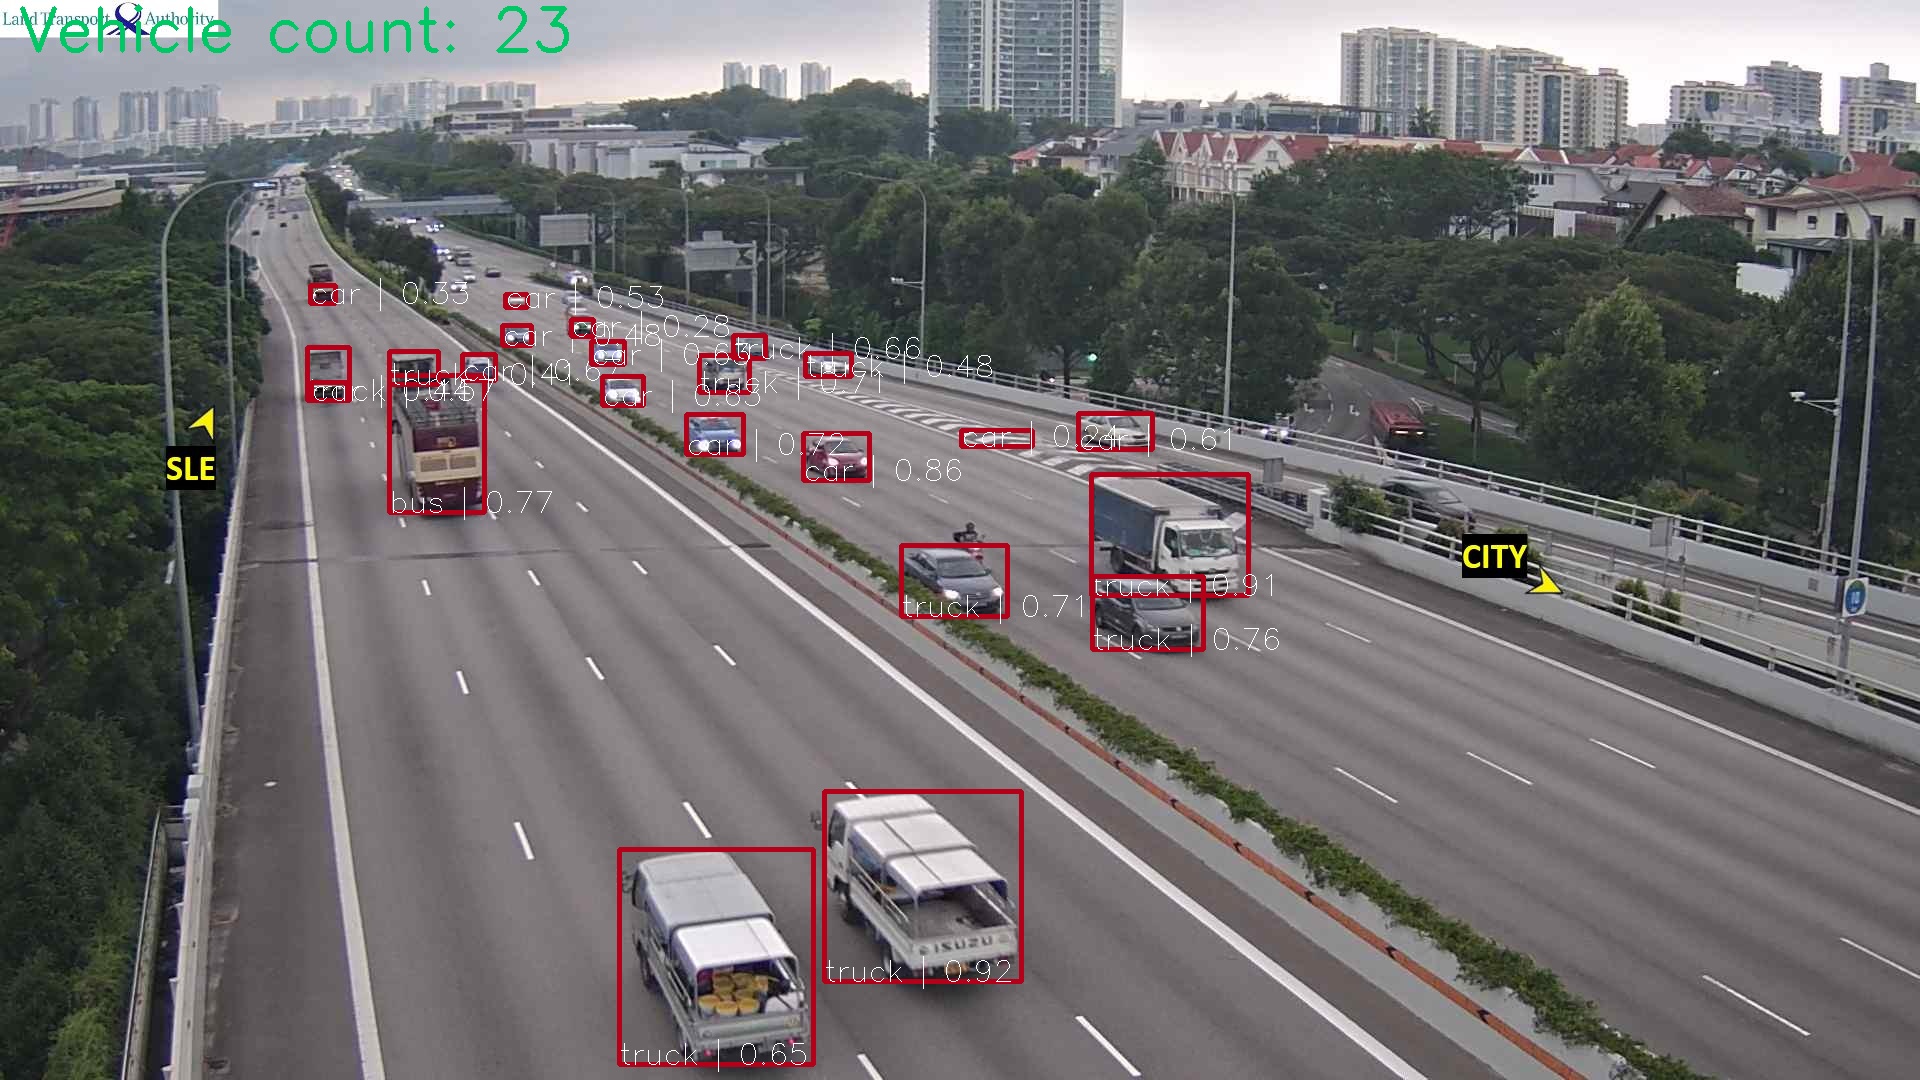 Land Transport Authority
Vehicle count: 23
car | 0.33
car | 0.53
car | 0.28
truck | 0.66
truck | 0.48
truck | 0.71
car | 0.63
car | 0.72
car | 0.86
car | 0.24
car | 0.61
SLE
bus | 0.77
CITY
truck | 0.91
truck | 0.71
truck | 0.76
ISUZU
truck | 0.92
truck | 0.65